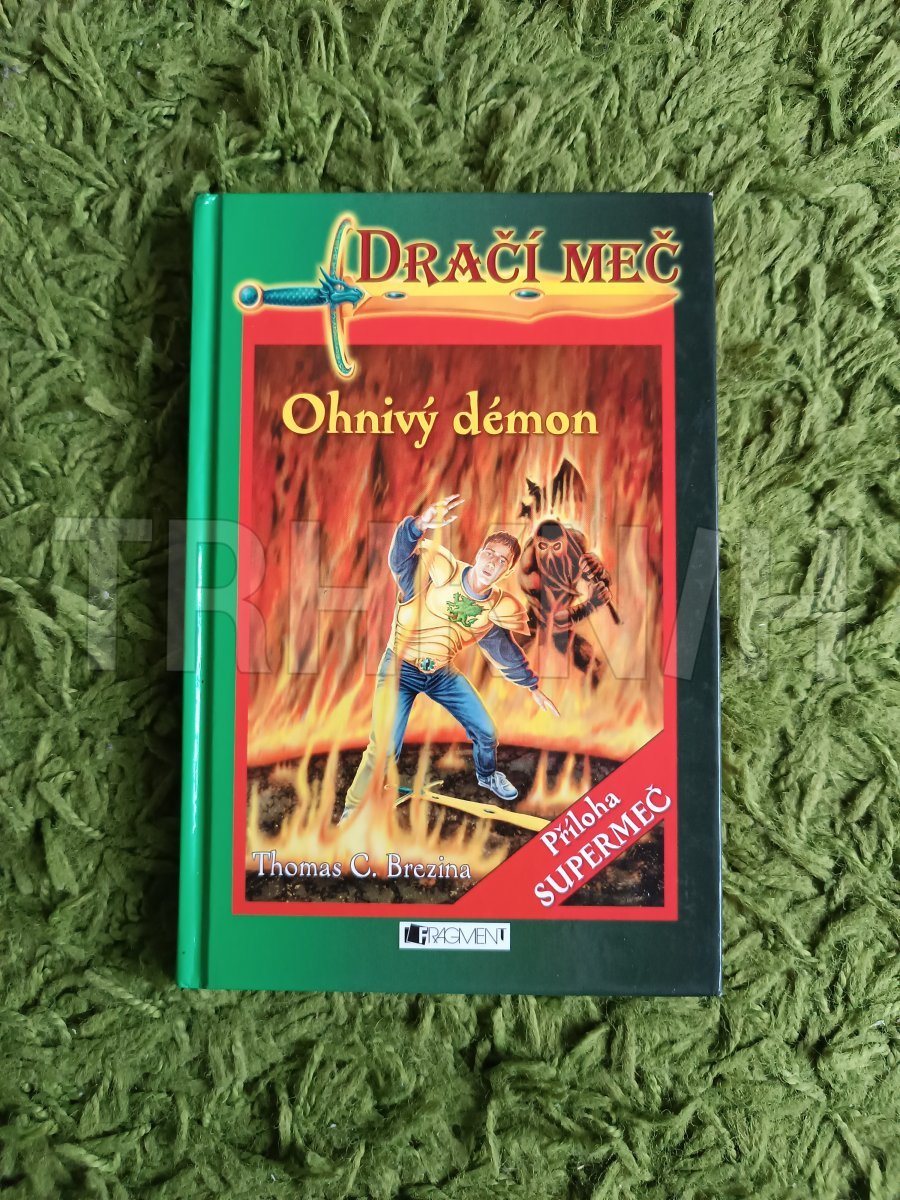 DRAČÍ MEČ
Ohnivý démon
Thomas C. Brezina
Příloha
SUPERMEČ
FRAGMENT